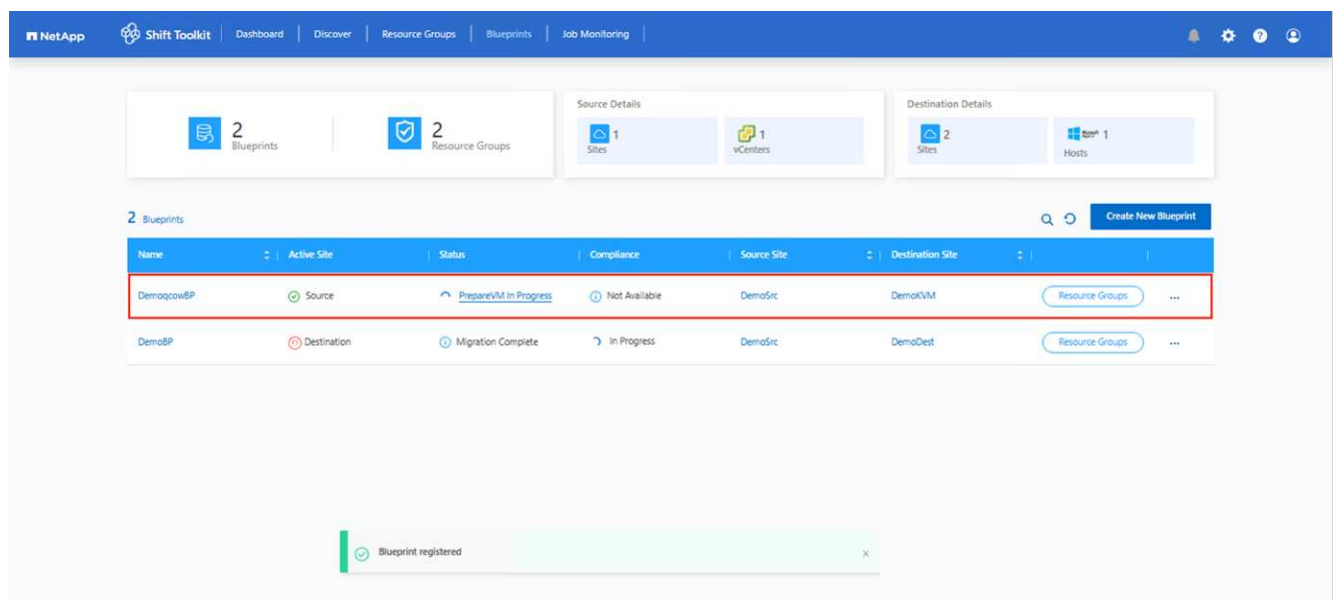 NetApp Shift Toolkit Dashboard Discover Resource Groups Blueprints Job Monitoring
Source Details Destination Details
2 2 1 1 2 Microsoft 1
Blueprints Resource Groups Sites vCenters Sites Hosts
2 Blueprints Create New Blueprint
Name Active Site Status Compliance Source Site Destination Site
DemoqcowBP Source PrepareVM In Progress Not Available DemoSrc DemoKVM Resource Groups ...
DemoBP Destination Migration Complete In Progress DemoSrc DemoDest Resource Groups ...
Blueprint registered